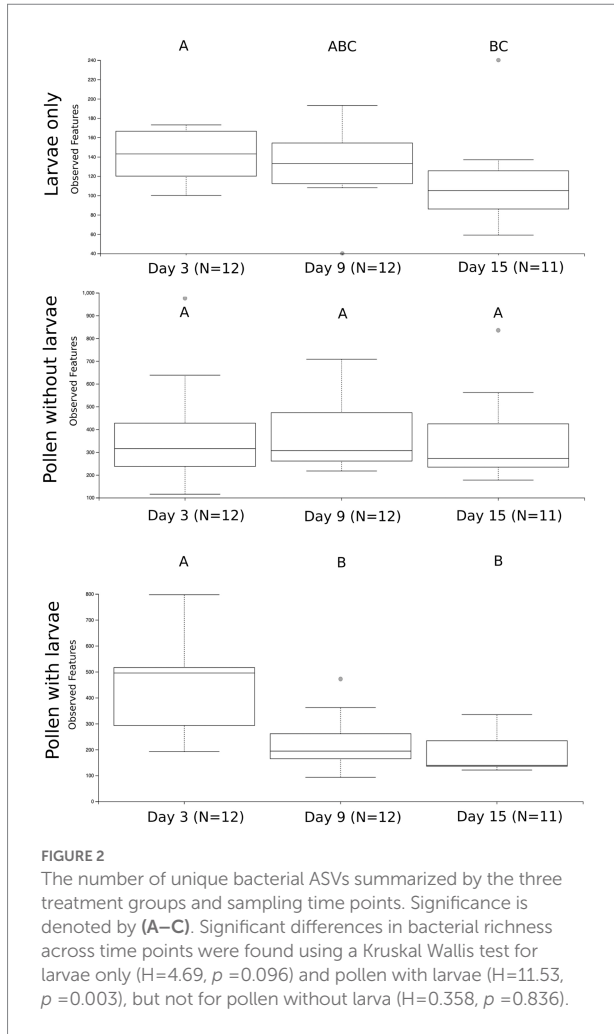 A ABC BC
Larvae only
Observed Features
240
220
200
180
160
140
120
100
80
60
40
Day 3 (N=12) Day 9 (N=12) Day 15 (N=11)
A A A
Pollen without larvae
Observed Features
1,000
900
800
700
600
500
400
300
200
100
Day 3 (N=12) Day 9 (N=12) Day 15 (N=11)
A B B
Pollen with larvae
Observed Features
800
700
600
500
400
300
200
100
0
Day 3 (N=12) Day 9 (N=12) Day 15 (N=11)
FIGURE 2
The number of unique bacterial ASVs summarized by the three
treatment groups and sampling time points. Significance is
denoted by (A–C). Significant differences in bacterial richness
across time points were found using a Kruskal Wallis test for
larvae only (H=4.69, p =0.096) and pollen with larvae (H=11.53,
p =0.003), but not for pollen without larva (H=0.358, p =0.836).